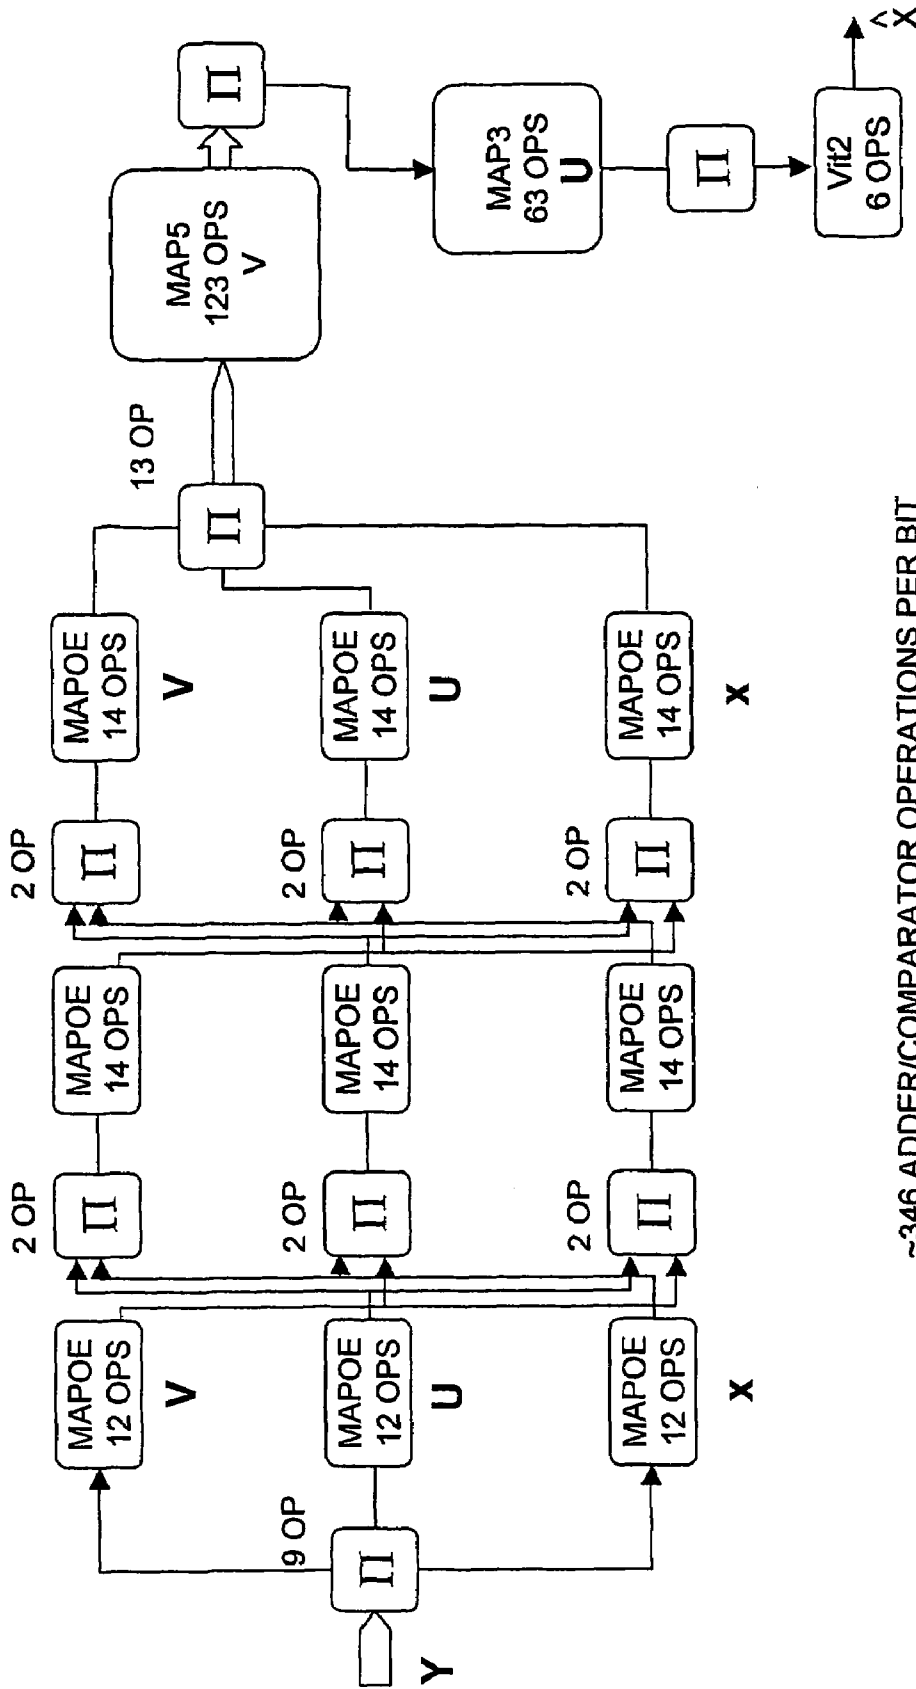 Y
9 OP
Π
MAPOE
12 OPS
V
MAPOE
12 OPS
U
MAPOE
12 OPS
X
2 OP
Π
2 OP
Π
2 OP
Π
MAPOE
14 OPS
MAPOE
14 OPS
MAPOE
14 OPS
2 OP
Π
2 OP
Π
2 OP
Π
MAPOE
14 OPS
V
MAPOE
14 OPS
U
MAPOE
14 OPS
X
Π
13 OP
MAP5
123 OPS
V
Π
MAP3
63 OPS
U
Π
Vit2
6 OPS
X̂
~346 ADDER/COMPARATOR OPERATIONS PER BIT